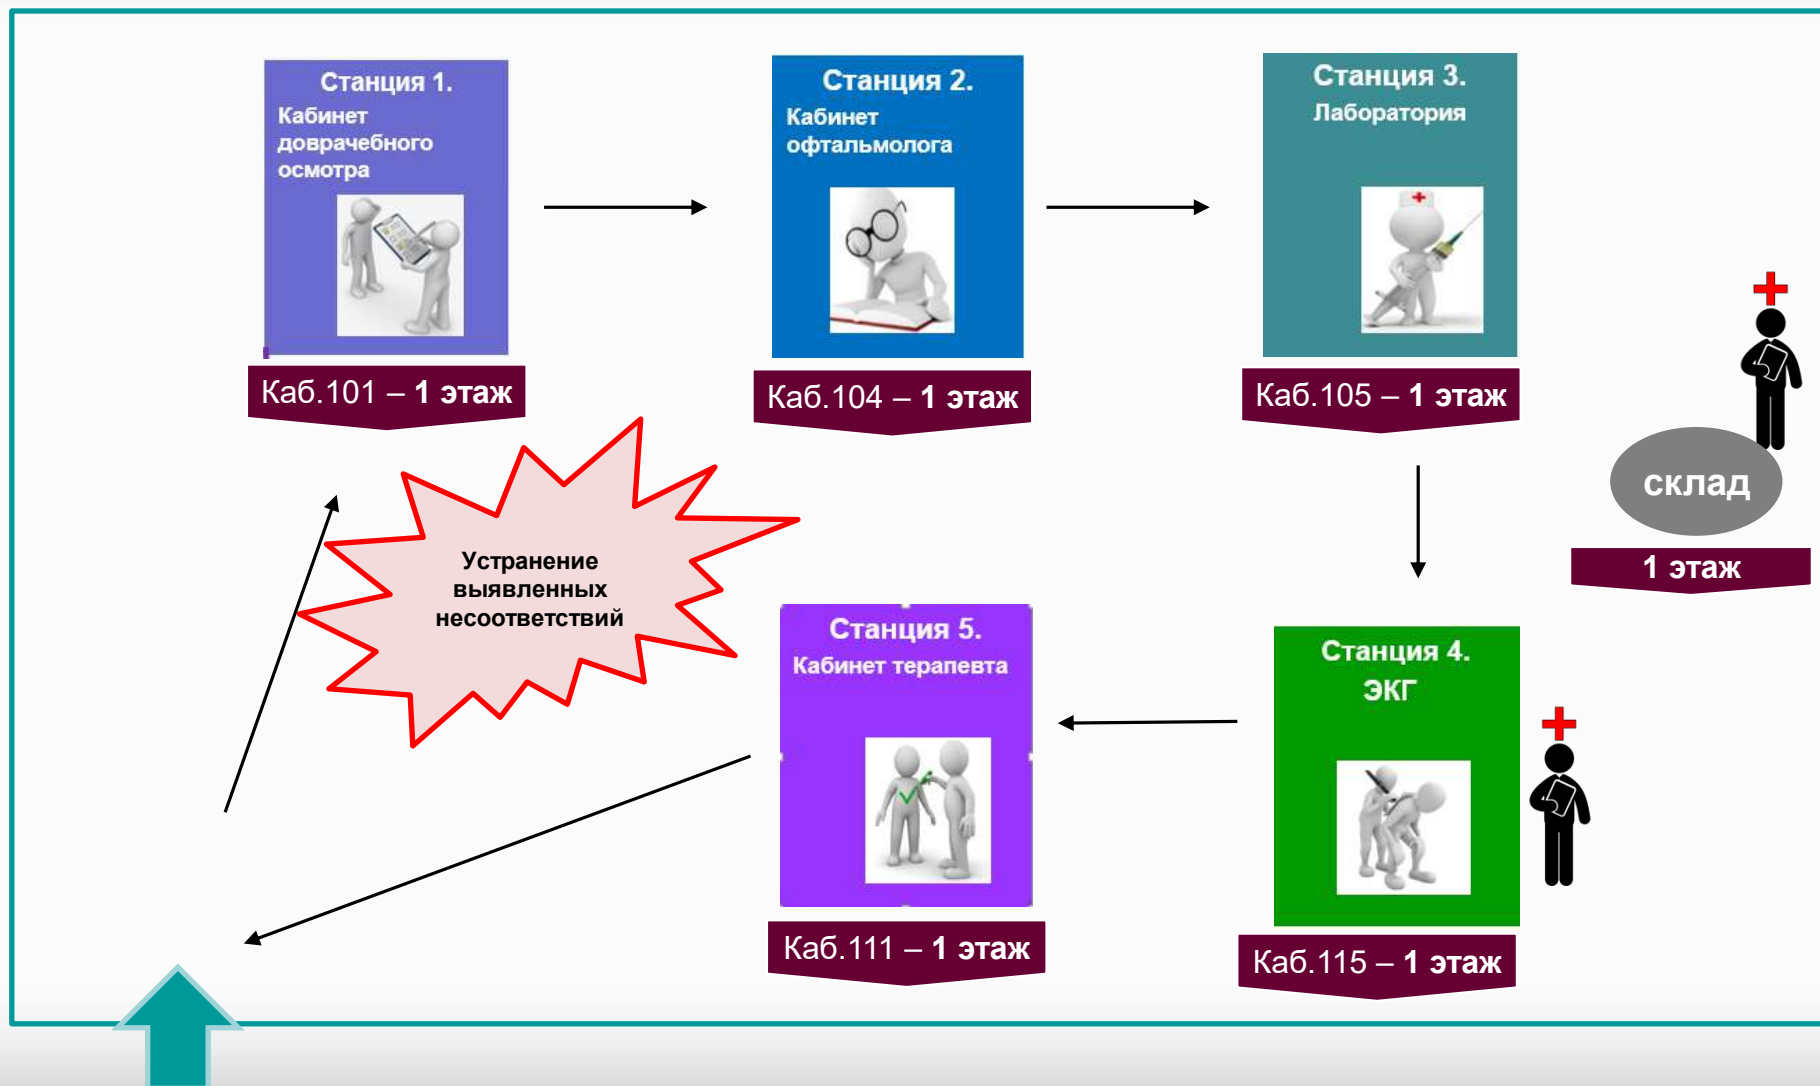 Станция 1.
Кабинет
доврачебного
осмотра
Каб.101 – 1 этаж
Станция 2.
Кабинет
офтальмолога
Каб.104 – 1 этаж
Станция 3.
Лаборатория
Каб.105 – 1 этаж
склад
1 этаж
Устранение
выявленных
несоответствий
Станция 5.
Кабинет терапевта
Каб.111 – 1 этаж
Станция 4.
ЭКГ
Каб.115 – 1 этаж